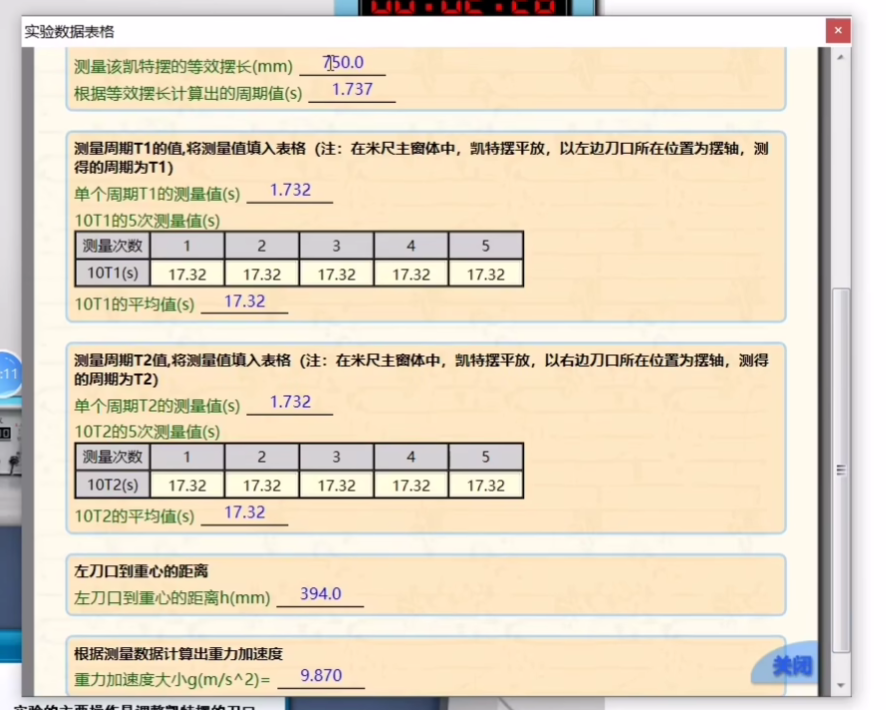 实验数据表格
测量该凯特摆的等效摆长(mm) 750.0
根据等效摆长计算出的周期值(s) 1.737
测量周期T1的值,将测量值填入表格（注：在米尺主窗体中，凯特摆平放，以左边刀口所在位置为摆轴，测
得的周期为T1)
单个周期T1的测量值(s) 1.732
10T1的5次测量值(s)
测量次数 1 2 3 4 5
10T1(s) 17.32 17.32 17.32 17.32 17.32
10T1的平均值(s) 17.32
测量周期T2值,将测量值填入表格（注：在米尺主窗体中，凯特摆平放，以右边刀口所在位置为摆轴，测得
的周期为T2)
单个周期T2的测量值(s) 1.732
10T2的5次测量值(s)
测量次数 1 2 3 4 5
10T2(s) 17.32 17.32 17.32 17.32 17.32
10T2的平均值(s) 17.32
左刀口到重心的距离
左刀口到重心的距离h(mm) 394.0
根据测量数据计算出重力加速度
重力加速度大小g(m/s^2)= 9.870
关闭
:11